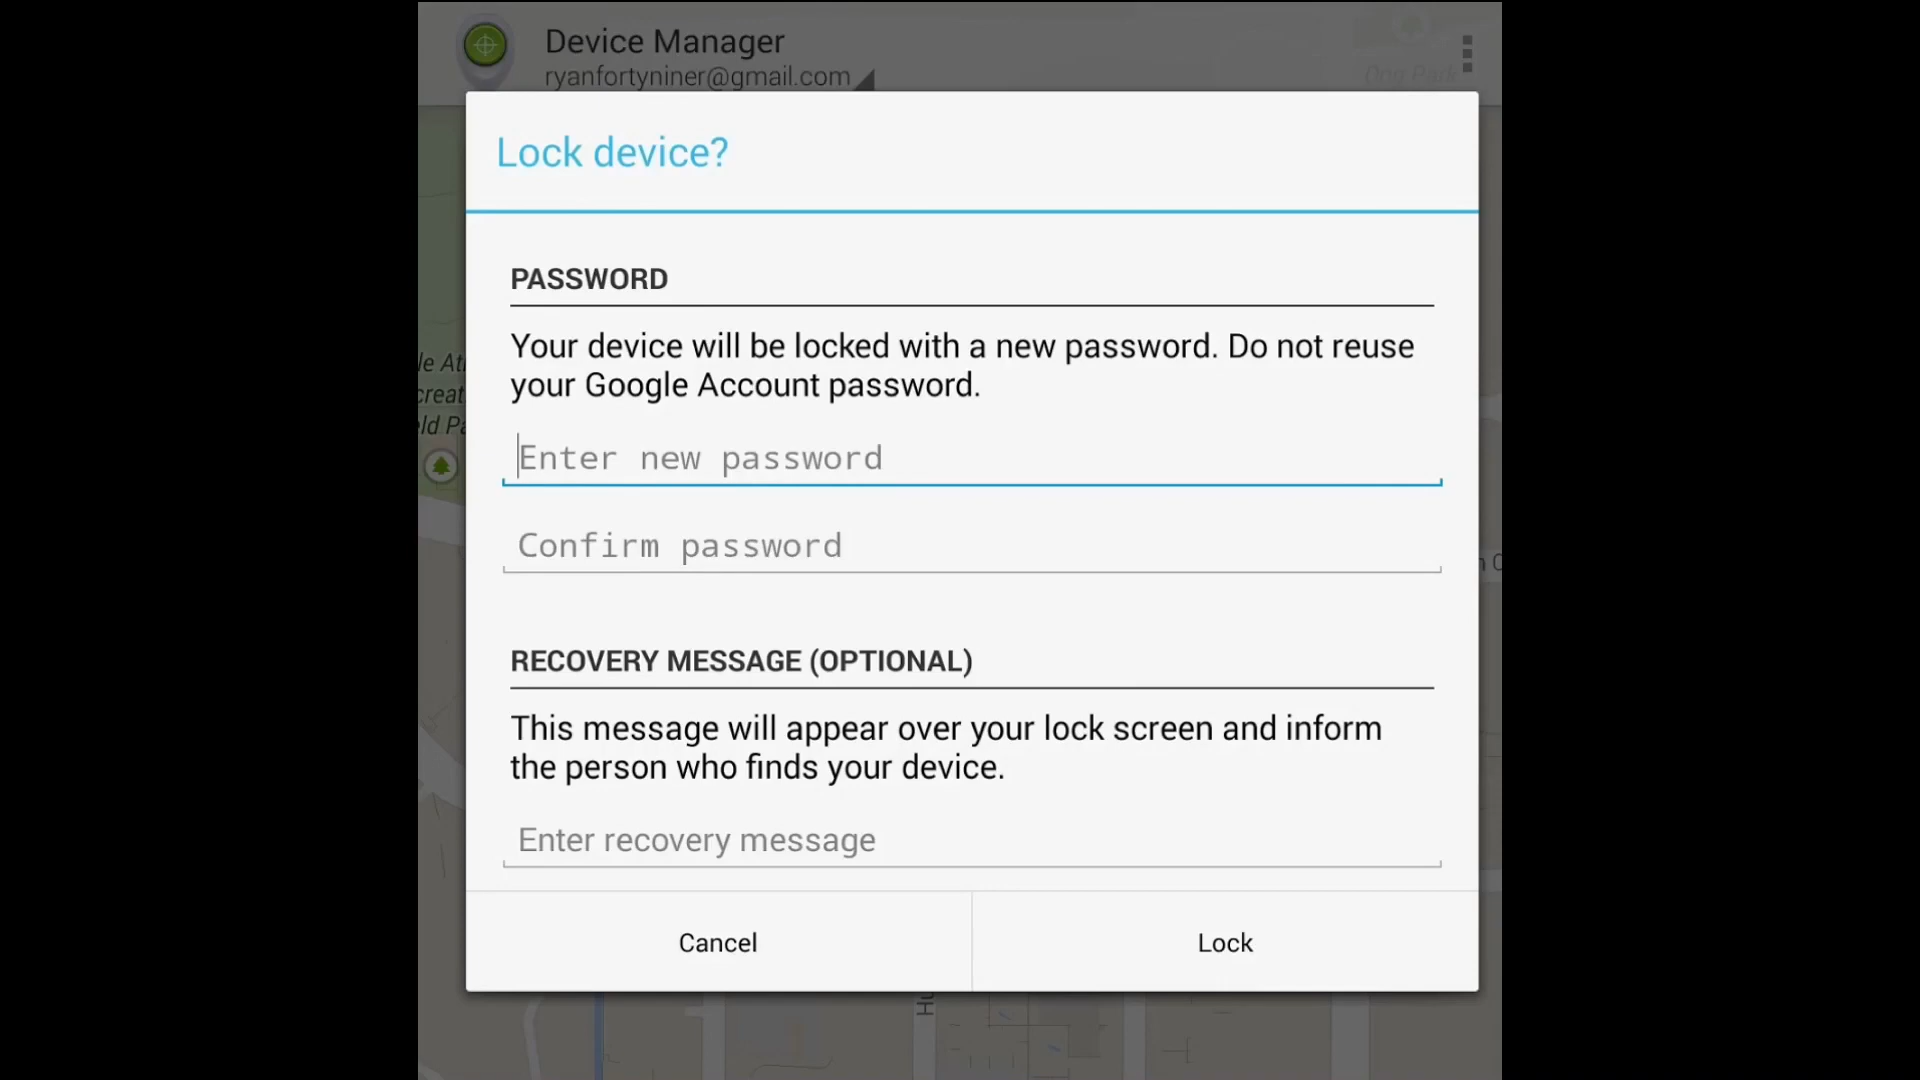 Device Manager
ryanfortyniner@gmail.com
Dog Park
Lock device?
PASSWORD
Your device will be locked with a new password. Do not reuse
your Google Account password.
Enter new password
Confirm password
RECOVERY MESSAGE (OPTIONAL)
This message will appear over your lock screen and inform
the person who finds your device.
Enter recovery message
Cancel
Lock